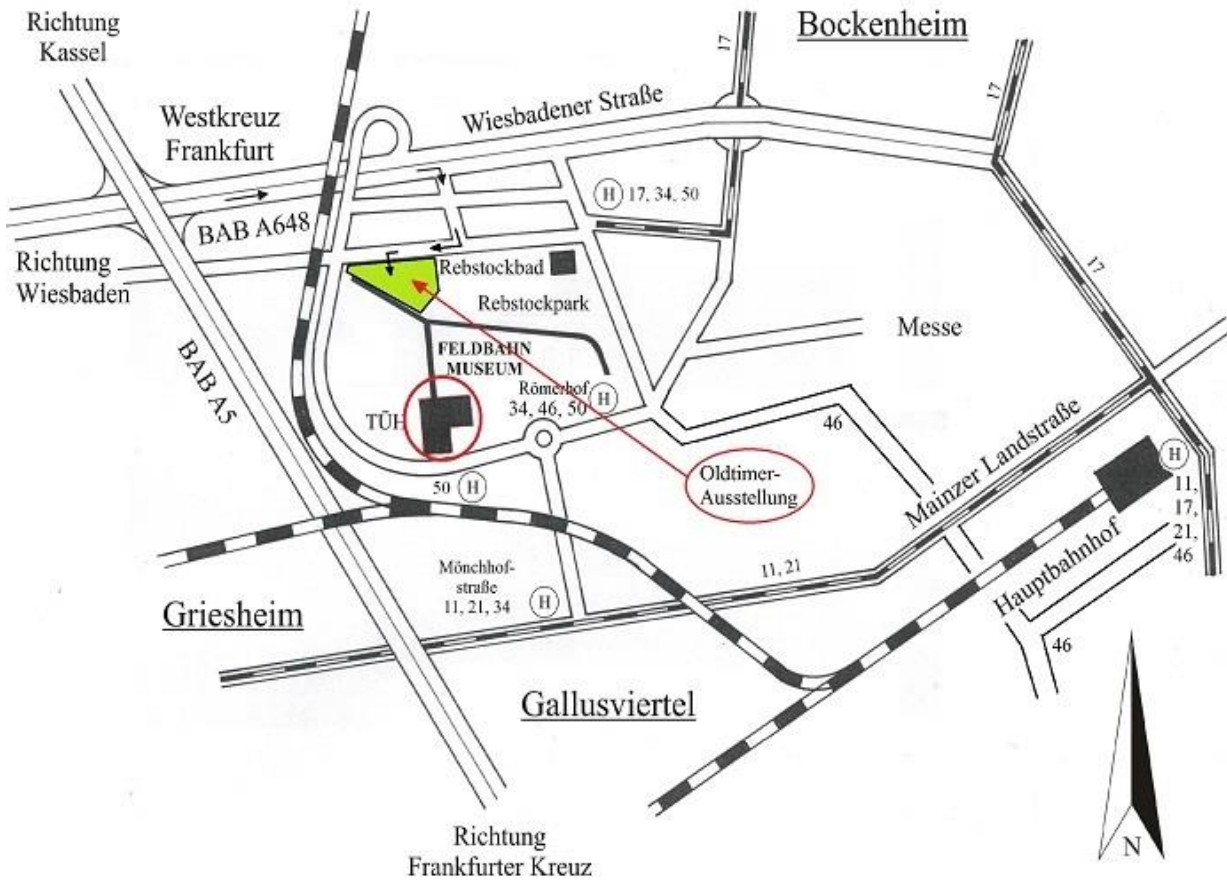 Richtung
Kassel
Bockenheim
17
17
Westkreuz
Frankfurt
Wiesbadener Straße
H 17, 34, 50
BAB A648
Richtung
Wiesbaden
Rebstockbad
17
Rebstockpark
Messe
BAB A5
FELDBAHN
MUSEUM
Römerhof
34, 46, 50 H
TÜH
46
Mainzer Landstraße
Oldtimer-
Ausstellung
50 H
H
11,
17,
21,
46
Hauptbahnhof
Mönchhof-
straße
11, 21, 34
H
11, 21
Griesheim
46
Gallusviertel
Richtung
Frankfurter Kreuz
N